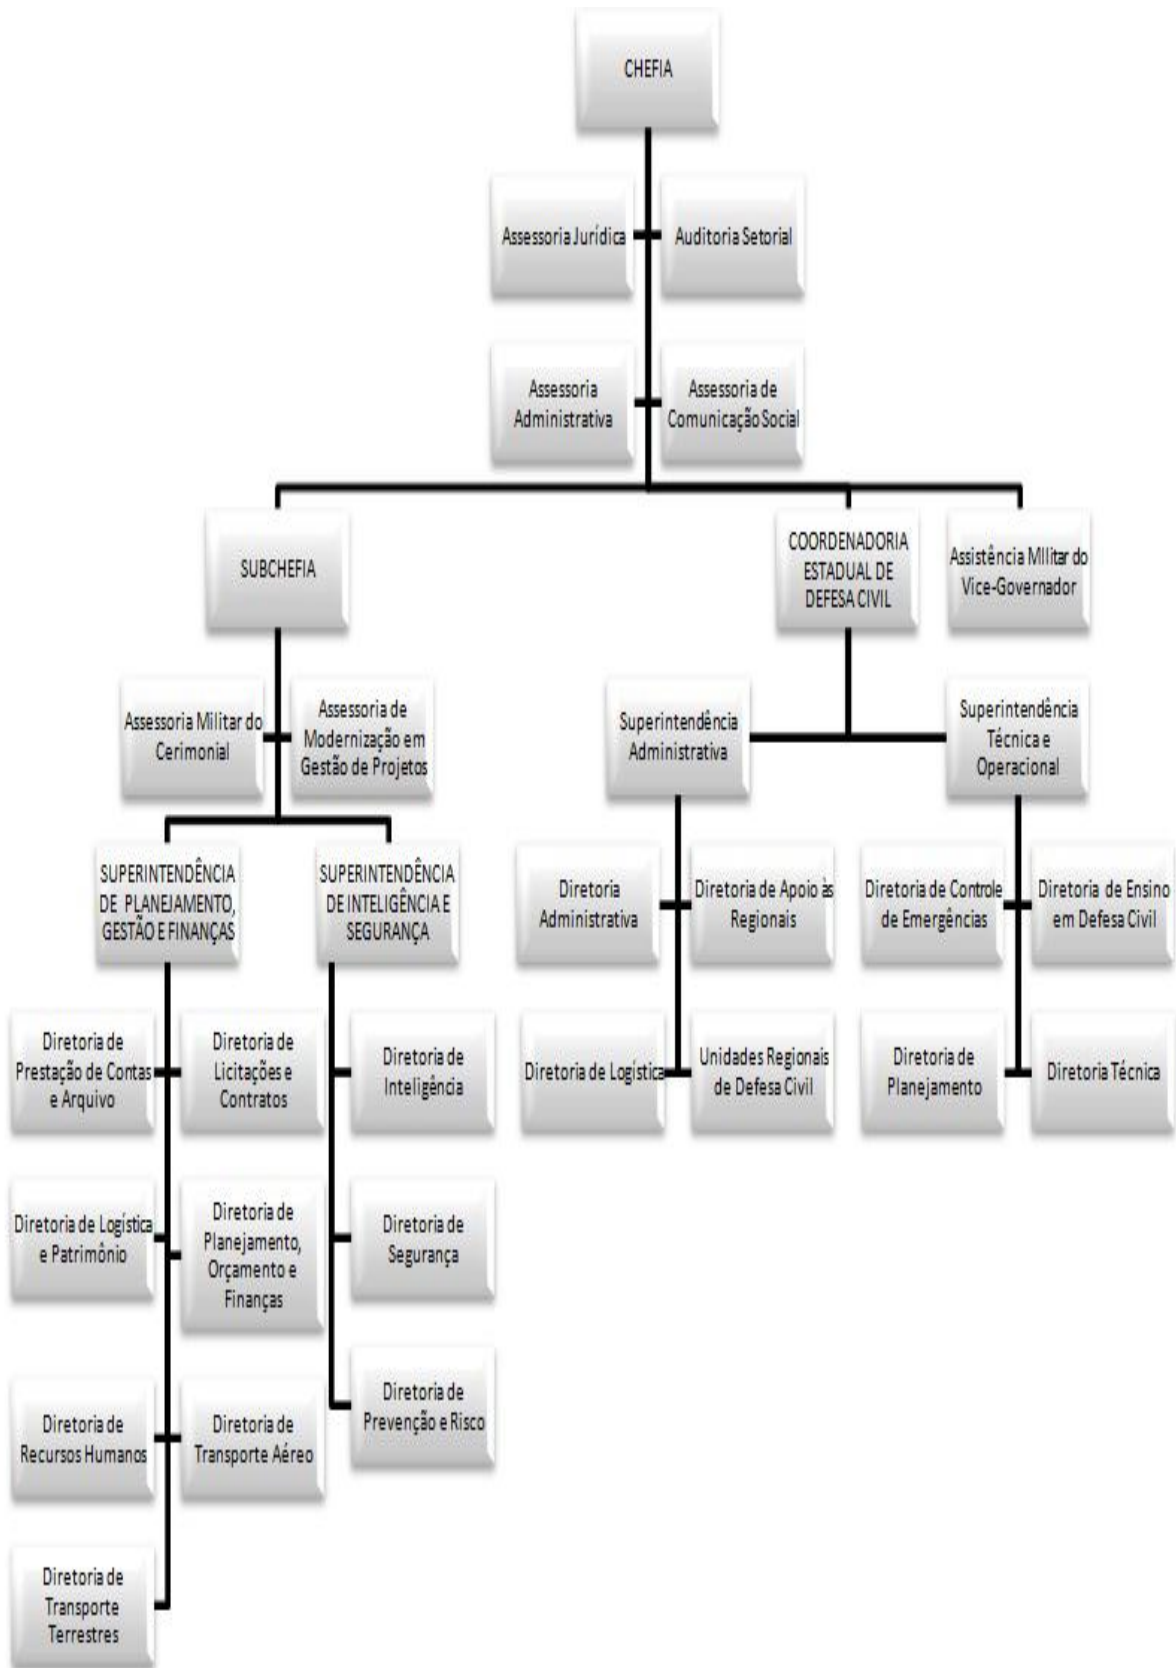 CHEFIA
Assessoria Jurídica
Auditoria Setorial
Assessoria
Administrativa
Assessoria de
Comunicação Social
SUBCHEFIA
COORDENADORIA
ESTADUAL DE
DEFESA CIVIL
Assistência MIlitar do
Vice-Governador
Assessoria Militar do
Cerimonial
Assessoria de
Modernização em
Gestão de Projetos
Superintendência
Administrativa
Superintendência
Técnica e
Operacional
SUPERINTENDÊNCIA
DE PLANEJAMENTO,
GESTÃO E FINANÇAS
SUPERINTENDÊNCIA
DE INTELIGÊNCIA E
SEGURANÇA
Diretoria
Administrativa
Diretoria de Apoio às
Regionais
Diretoria de Controle
de Emergências
Diretoria de Ensino
em Defesa Civil
Diretoria de
Prestação de Contas
e Arquivo
Diretoria de
Licitações e
Contratos
Diretoria de
Inteligência
Diretoria de Logística
Unidades Regionais
de Defesa Civil
Diretoria de
Planejamento
Diretoria Técnica
Diretoria de Logística
e Patrimônio
Diretoria de
Planejamento,
Orçamento e
Finanças
Diretoria de
Segurança
Diretoria de
Recursos Humanos
Diretoria de
Transporte Aéreo
Diretoria de
Prevenção e Risco
Diretoria de
Transporte
Terrestres